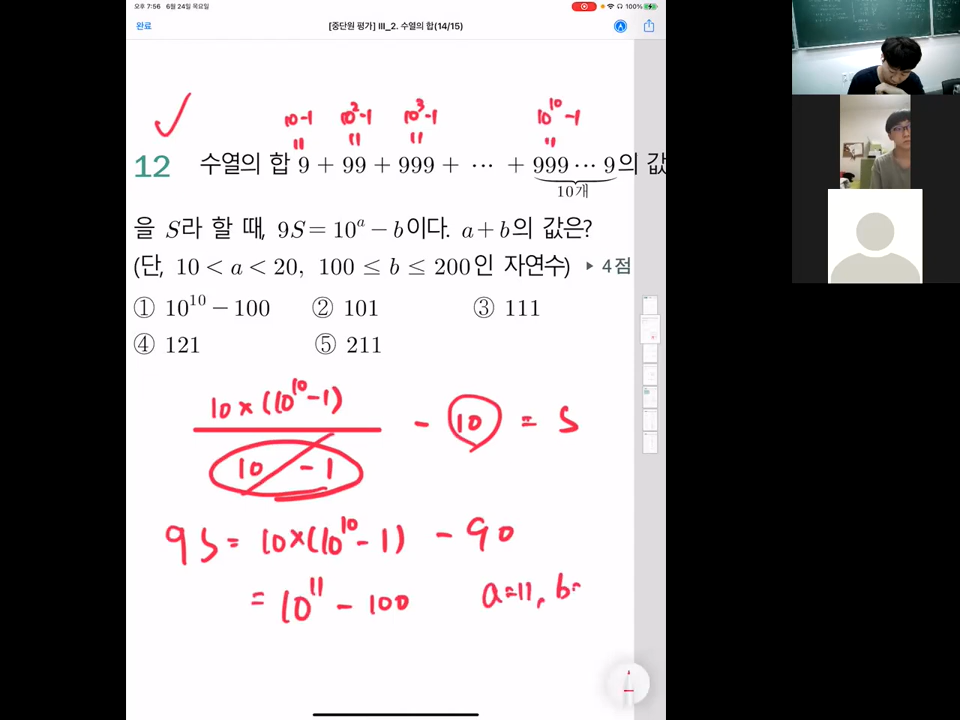 오후 7:56 6월 24일 목요일
100%
완료
[중단원 평가] III_2. 수열의 합(14/15)
10-1 10²-1 10³-1 10¹⁰-1
" " " "
12 수열의 합 9 + 99 + 999 + ⋯ + 999 ⋯ 9의 값
10개
을 S라 할 때, 9S = 10ᵃ − b이다. a + b의 값은?
(단, 10 < a < 20, 100 ≤ b ≤ 200인 자연수) ▶ 4점
① 10¹⁰ − 100 ② 101 ③ 111
④ 121 ⑤ 211
10×(10¹⁰-1)
- 10 = S
10 - 1
9S = 10×(10¹⁰-1) - 90
= 10¹¹ - 100 a=11, b=